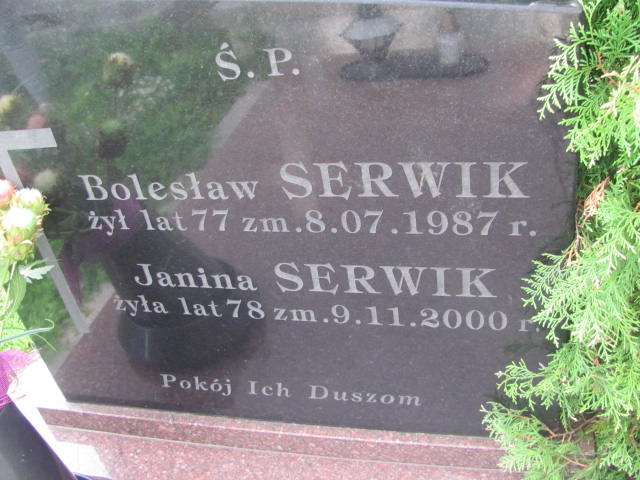 Ś.P.
Bolesław SERWIK
żył lat 77 zm.8.07.1987 r.
Janina SERWIK
żyła lat 78 zm.9.11.2000 r.
Pokój Ich Duszom